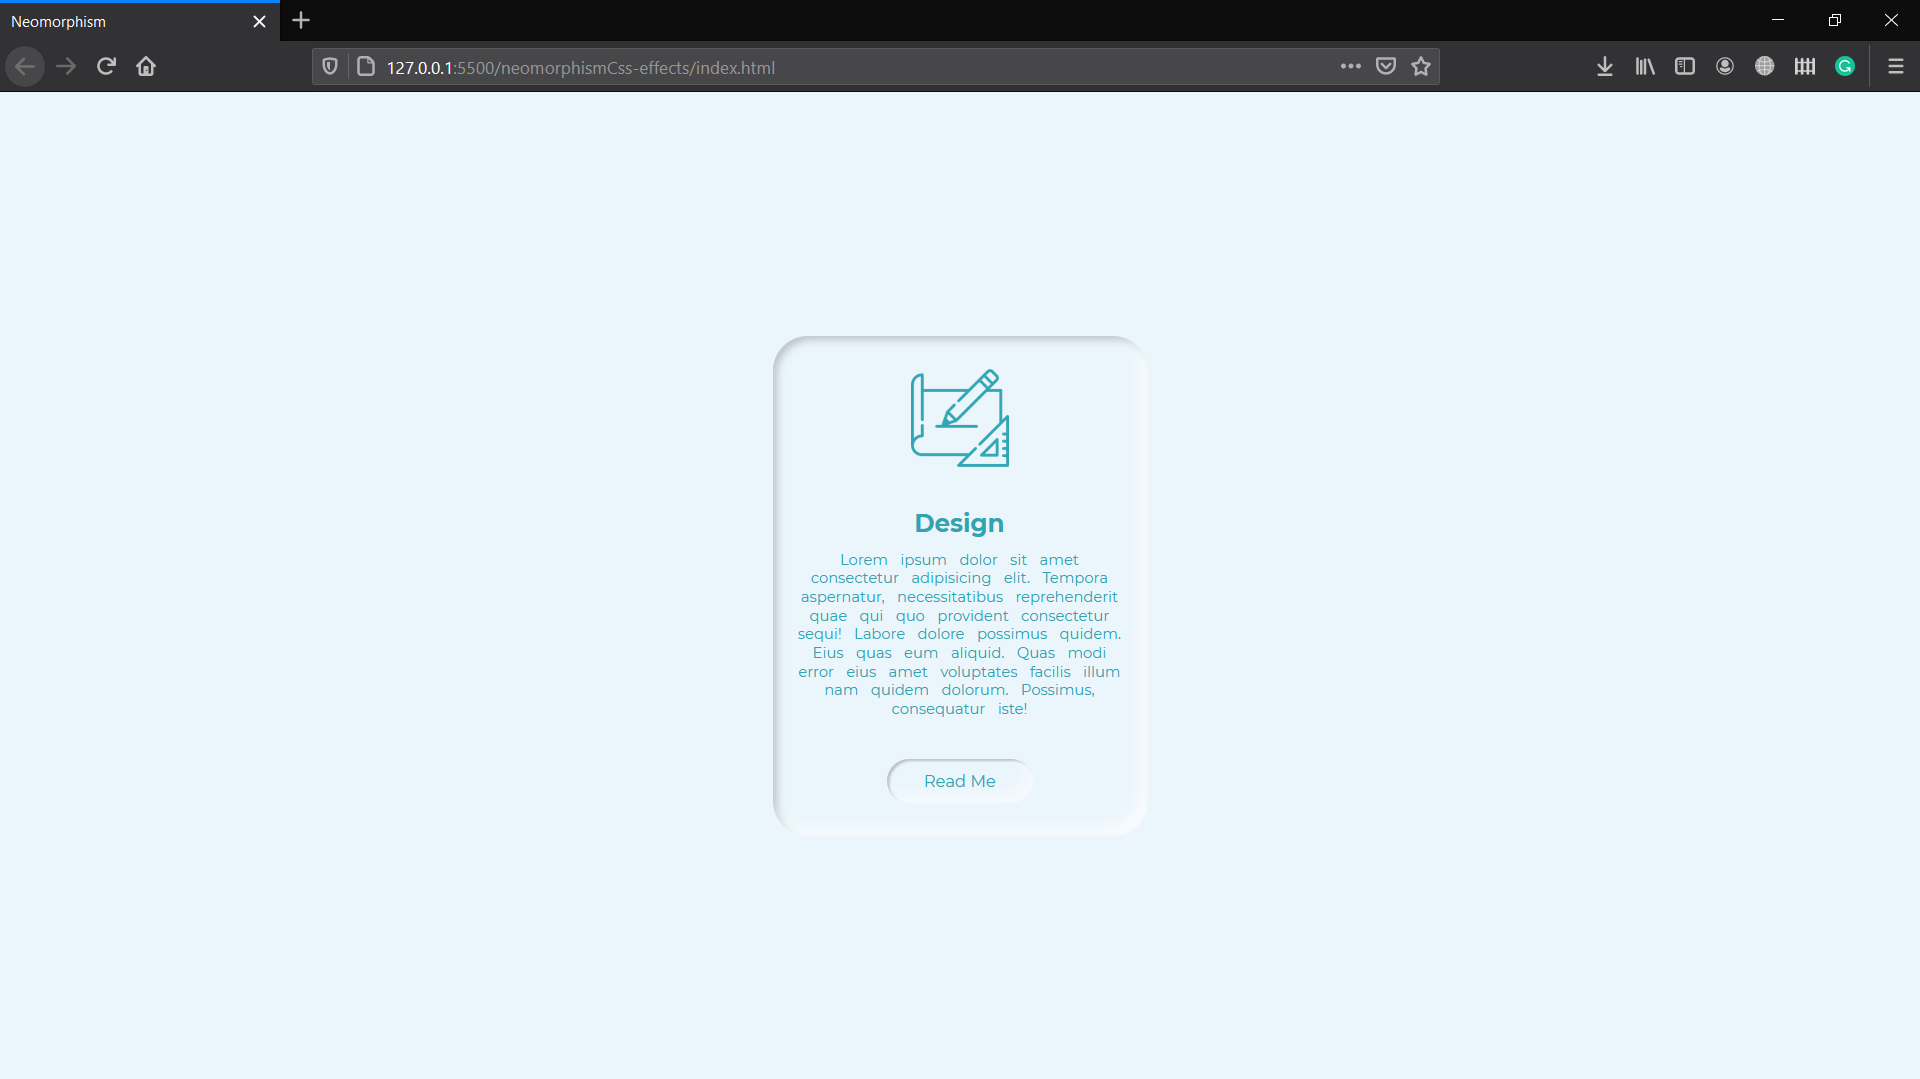 Neomorphism
127.0.0.1:5500/neomorphismCss-effects/index.html
Design
Lorem ipsum dolor sit amet
consectetur adipisicing elit. Tempora
aspernatur, necessitatibus reprehenderit
quae qui quo provident consectetur
sequi! Labore dolore possimus quidem.
Eius quas eum aliquid. Quas modi
error eius amet voluptates facilis illum
nam quidem dolorum. Possimus,
consequatur iste!
Read Me